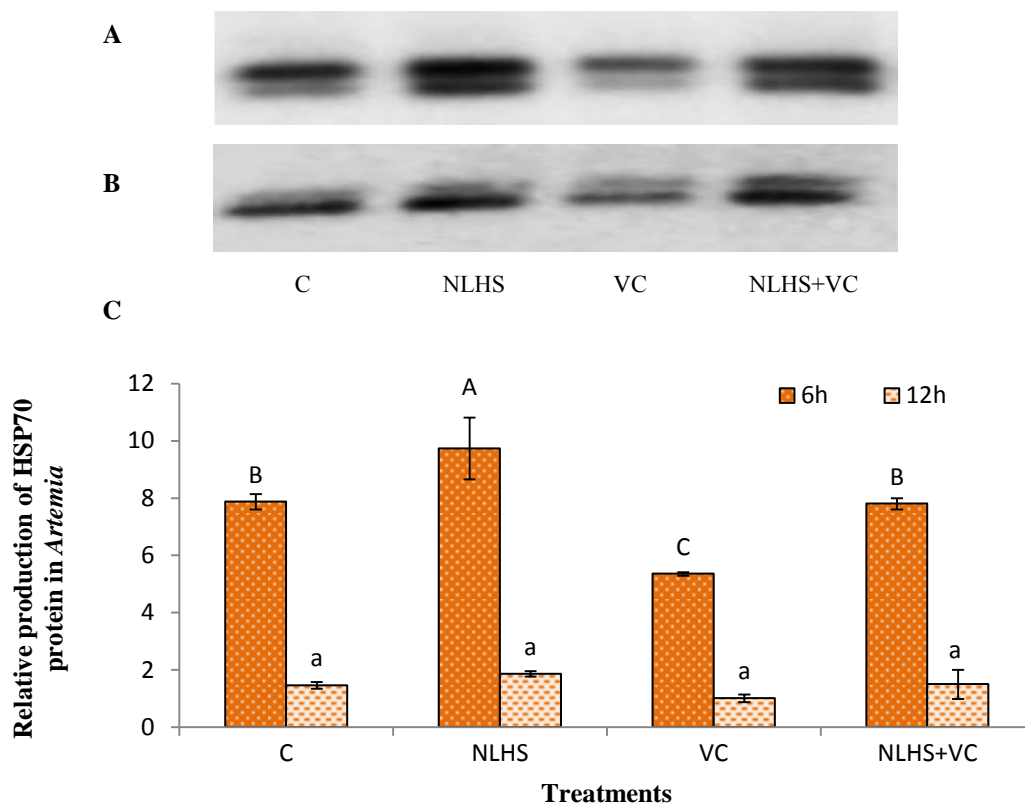 A
B
C NLHS VC NLHS+VC
C
Relative production of HSP70
protein in Artemia
12
10
8
6
4
2
0
6h 12h
B
a
A
a
C
a
B
a
C NLHS VC NLHS+VC
Treatments